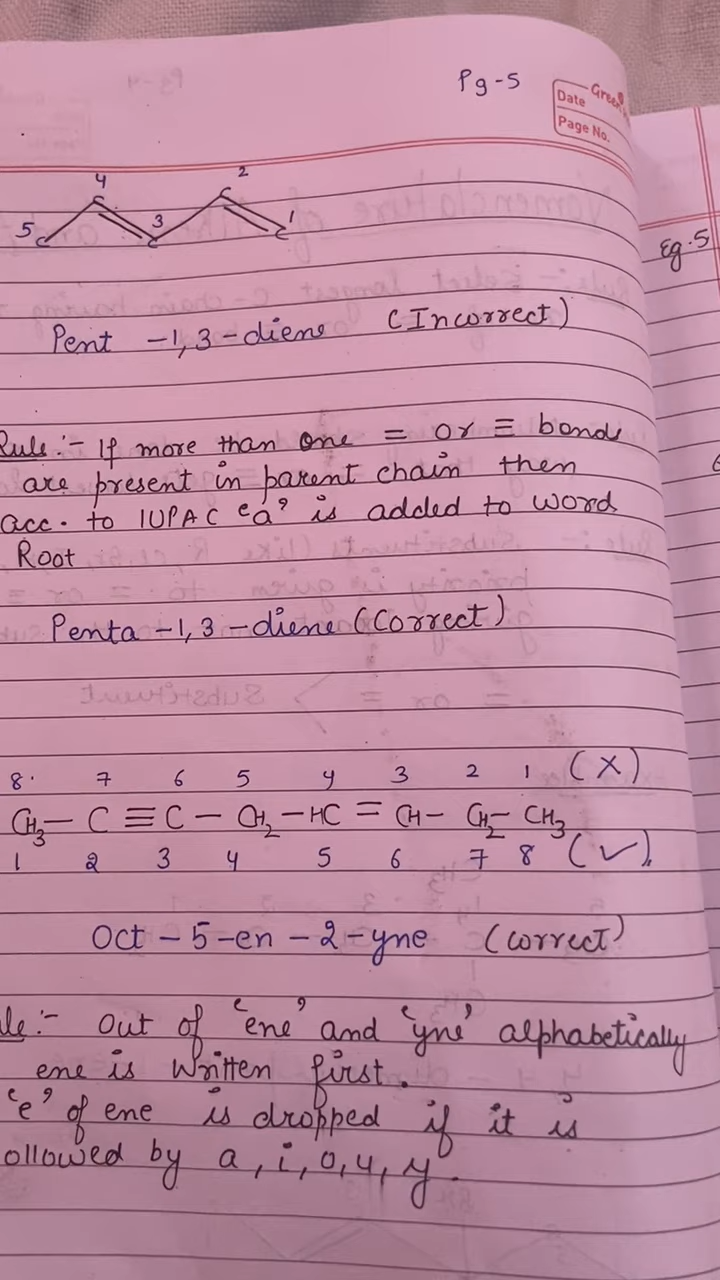 Pg-5
Date
Page No.
4 2
5 3 1
C C C C C
Eg.5
Pent -1,3-diene (Incorrect)
Rule:- If more than one = or ≡ bonds
are present in parent chain then
acc. to IUPAC 'a' is added to word
Root
Penta -1,3-diene (Correct)
8. 7 6 5 4 3 2 1 (X)
CH₃- C ≡ C - CH₂-HC = CH- CH₂- CH₃
1 2 3 4 5 6 7 8 (✓)
Oct -5-en -2-yne (correct)
le:- Out of 'ene' and 'yne' alphabetically
ene is written first.
'e' of ene is dropped if it is
ollowed by a, i, o, u, y.